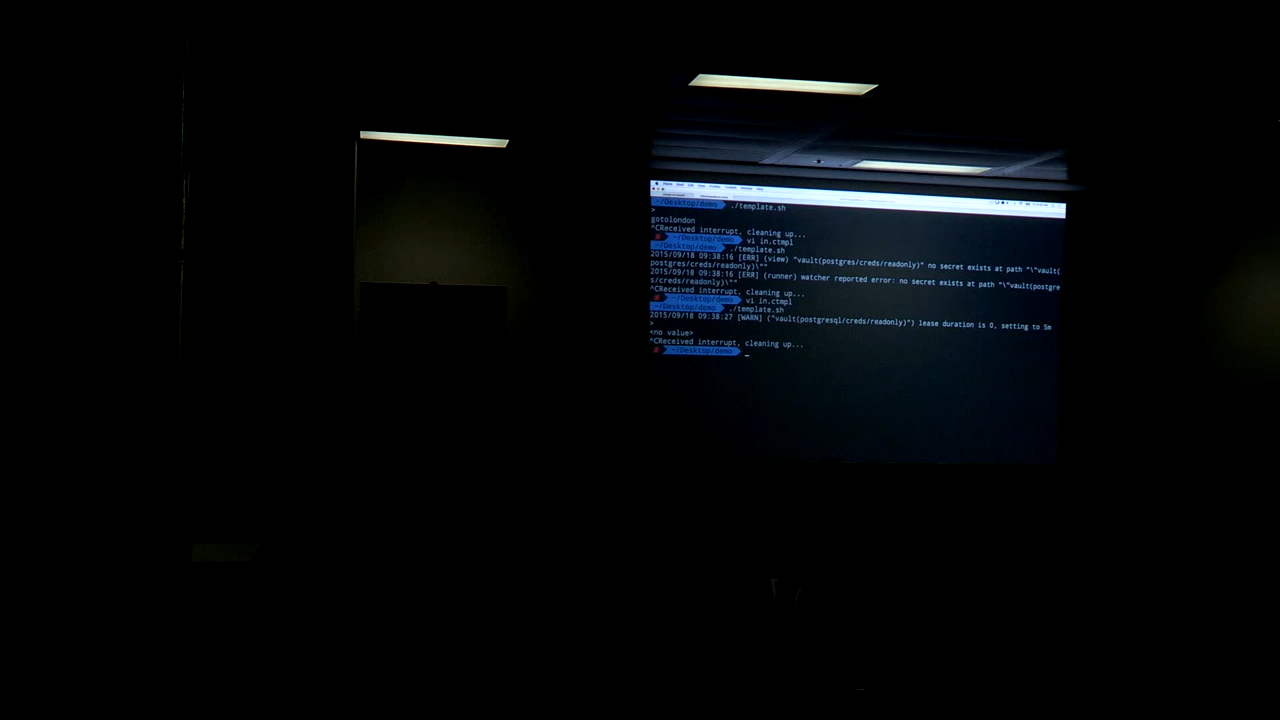 ~/Desktop/demo ./template.sh
>
gotolondon
^CReceived interrupt, cleaning up...
~/Desktop/demo vi in.ctmpl
~/Desktop/demo ./template.sh
2015/09/18 09:38:16 [ERR] (view) "vault(postgres/creds/readonly)" no secret exists at path "\"vault(
postgres/creds/readonly)\""
2015/09/18 09:38:16 [ERR] (runner) watcher reported error: no secret exists at path "\"vault(postgre
s/creds/readonly)\""
^CReceived interrupt, cleaning up...
~/Desktop/demo vi in.ctmpl
~/Desktop/demo ./template.sh
2015/09/18 09:38:27 [WARN] ("vault(postgresql/creds/readonly)") lease duration is 0, setting to 5m
>
<no value>
^CReceived interrupt, cleaning up...
~/Desktop/demo _